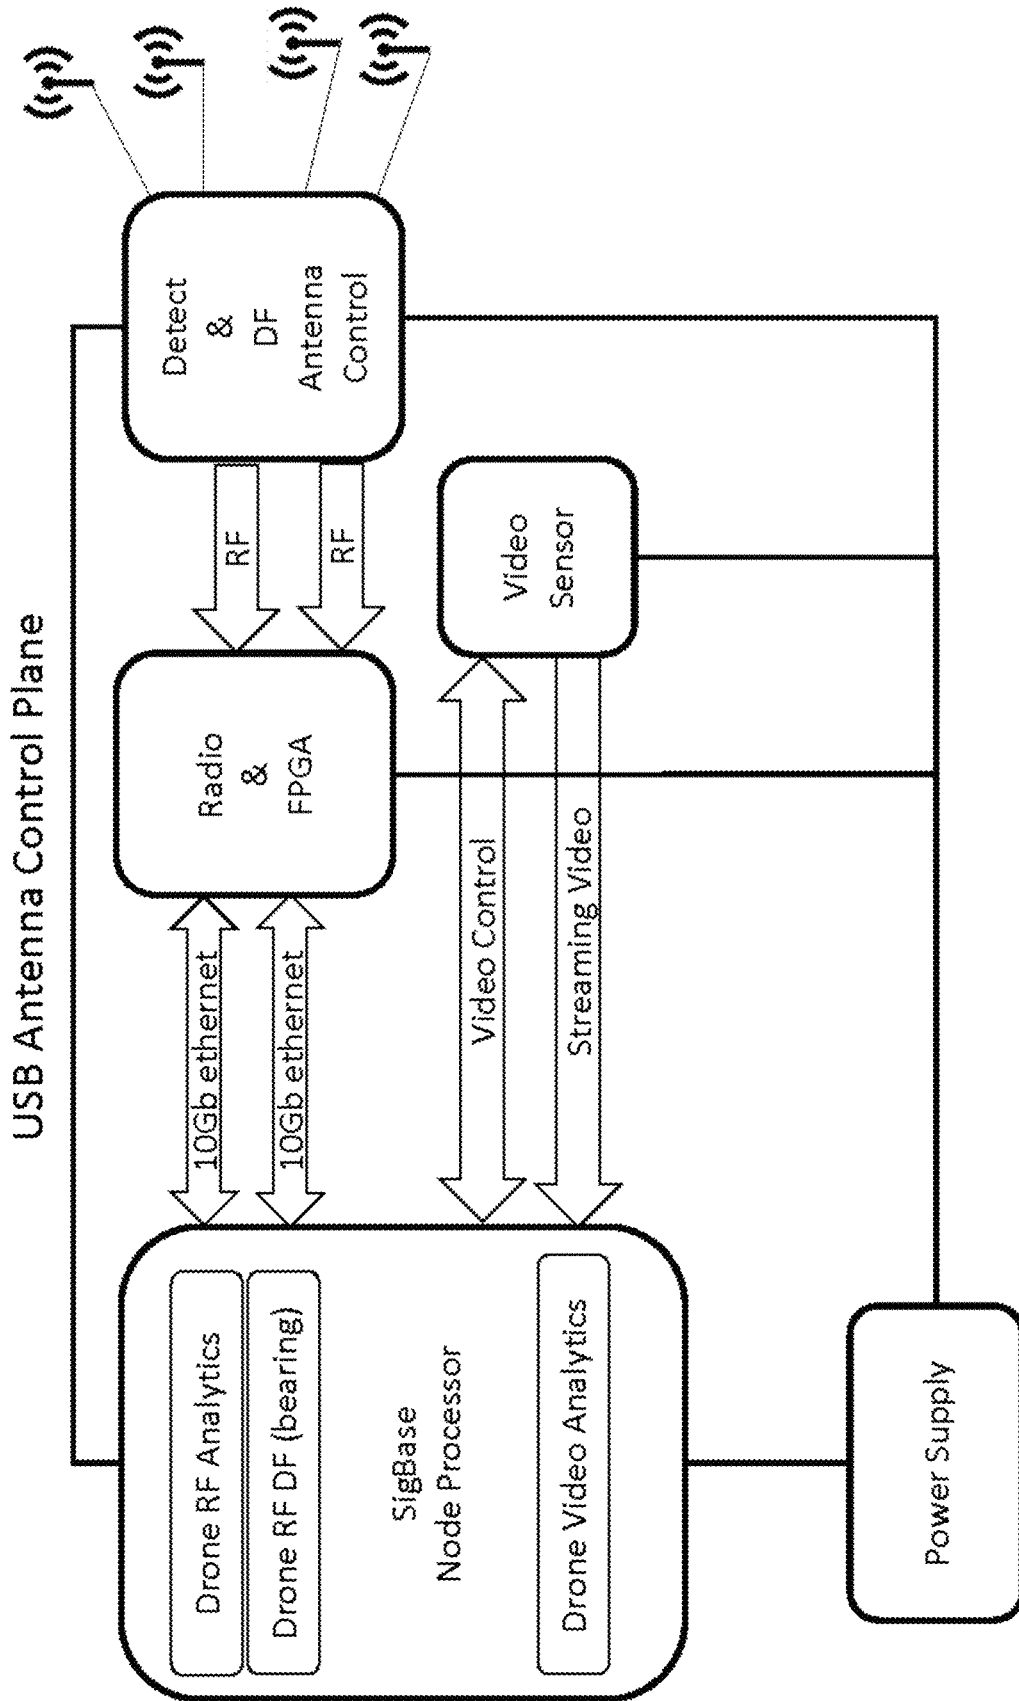 USB Antenna Control Plane
Drone RF Analytics
Drone RF DF (bearing)
SigBase
Node Processor
Drone Video Analytics
10Gb ethernet
10Gb ethernet
Radio
&
FPGA
RF
RF
Detect
&
DF
Antenna
Control
Video Control
Streaming Video
Video
Sensor
Power Supply